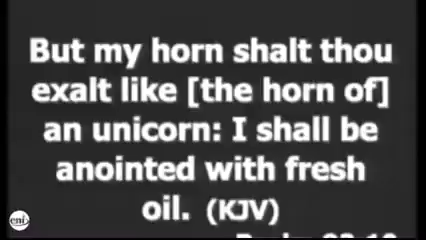 But my horn shalt thou
exalt like [the horn of]
an unicorn: I shall be
anointed with fresh
oil. (KJV)
cni